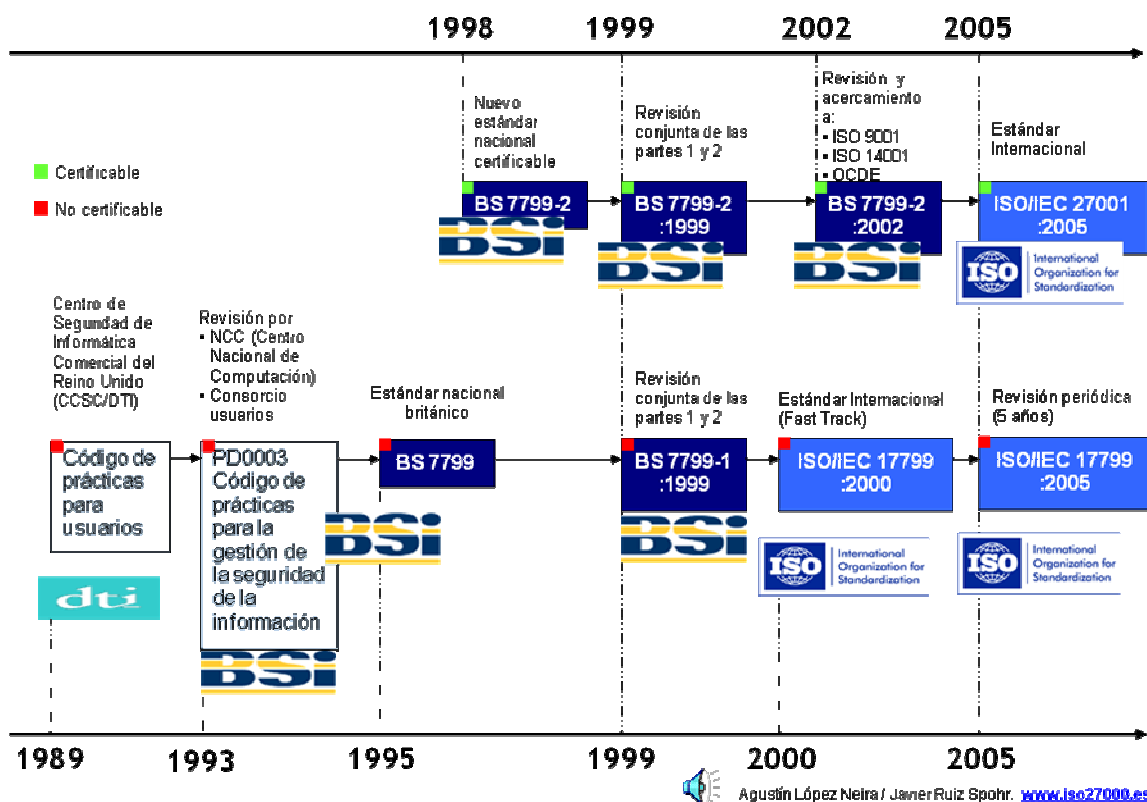 1998
1999
2002
2005
Nuevo
estándar
nacional
certificable
Revisión
conjunta de las
partes 1 y 2
Revisión y
acercamiento
a:
▪ ISO 9001
▪ ISO 14001
▪ OCDE
Estándar
Internacional
Certificable
No certificable
BS 7799-2
BSi
BS 7799-2
:1999
BSi
BS 7799-2
:2002
BSi
ISO/IEC 27001
:2005
ISO
International
Organization for
Standardization
Centro de
Seguridad de
Informática
Comercial del
Reino Unido
(CCSC/DTI)
Revisión por
▪ NCC (Centro
Nacional de
Computación)
▪ Consorcio
usuarios
Estándar nacional
británico
Revisión
conjunta de las
partes 1 y 2
Estándar Internacional
(Fast Track)
Revisión periódica
(5 años)
Código de
prácticas
para
usuarios
dti
PD0003
Código de
prácticas
para la
gestión de
la seguridad
de la
información
BSi
BS 7799
BSi
BS 7799-1
:1999
BSi
ISO/IEC 17799
:2000
ISO
International
Organization for
Standardization
ISO/IEC 17799
:2005
ISO
International
Organization for
Standardization
1989
1993
1995
1999
2000
2005
Agustín López Neira / Javier Ruiz Spohr. www.iso27000.es